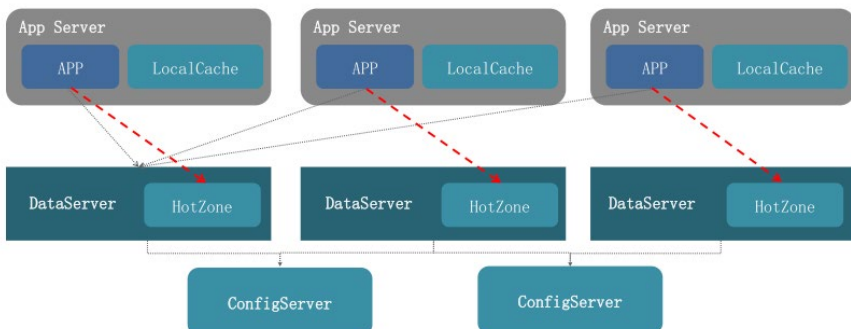 App Server
App Server
App Server
APP LocalCache
APP LocalCache
APP LocalCache
DataServer HotZone
DataServer HotZone
DataServer HotZone
ConfigServer
ConfigServer